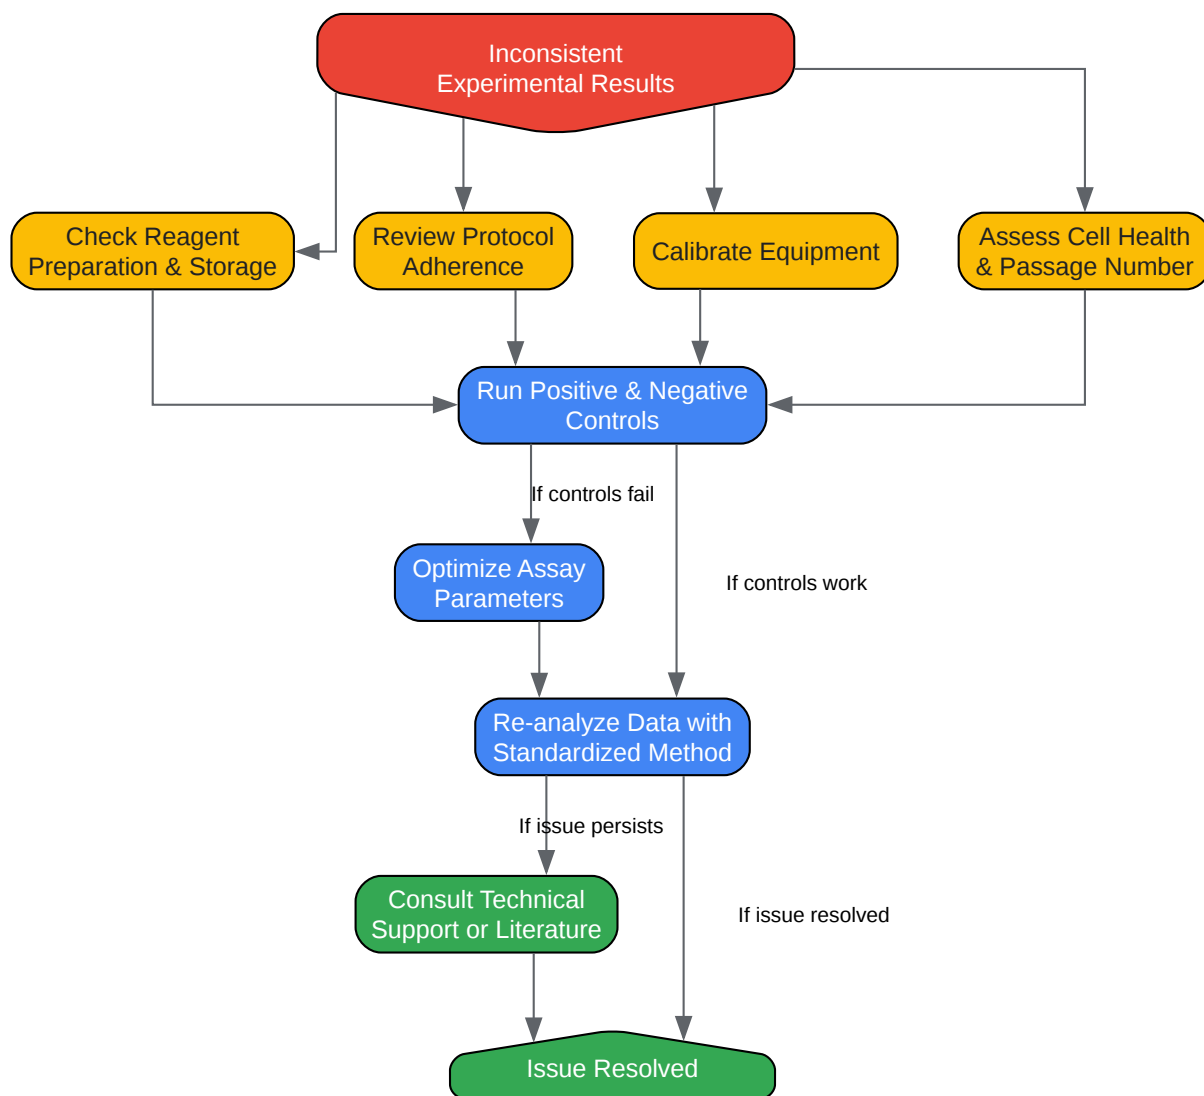 Inconsistent
Experimental Results
Check Reagent
Preparation & Storage
Review Protocol
Adherence
Calibrate Equipment
Assess Cell Health
& Passage Number
Run Positive & Negative
Controls
If controls fail
Optimize Assay
Parameters
If controls work
Re-analyze Data with
Standardized Method
If issue persists
Consult Technical
Support or Literature
If issue resolved
Issue Resolved